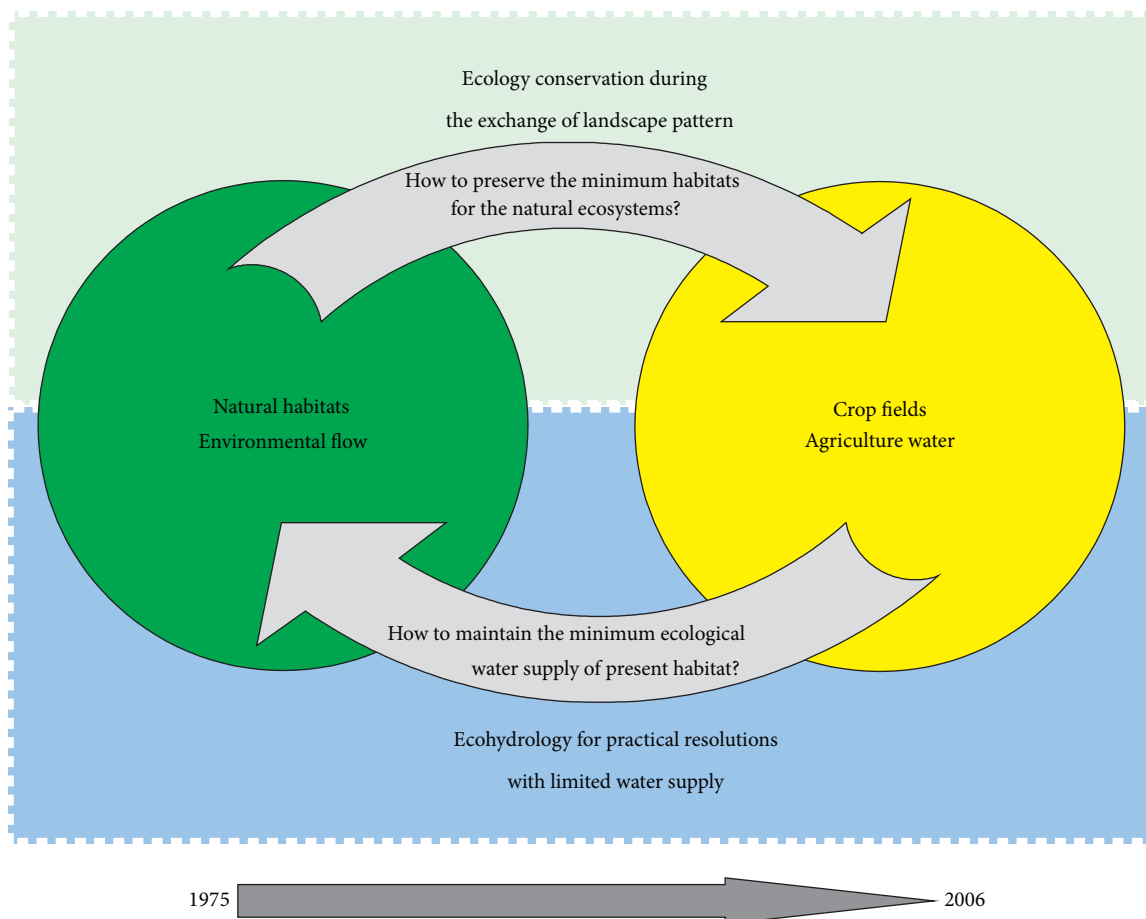 Ecology conservation during
the exchange of landscape pattern
How to preserve the minimum habitats
for the natural ecosystems?
Natural habitats
Environmental flow
Crop fields
Agriculture water
How to maintain the minimum ecological
water supply of present habitat?
Ecohydrology for practical resolutions
with limited water supply
1975
2006